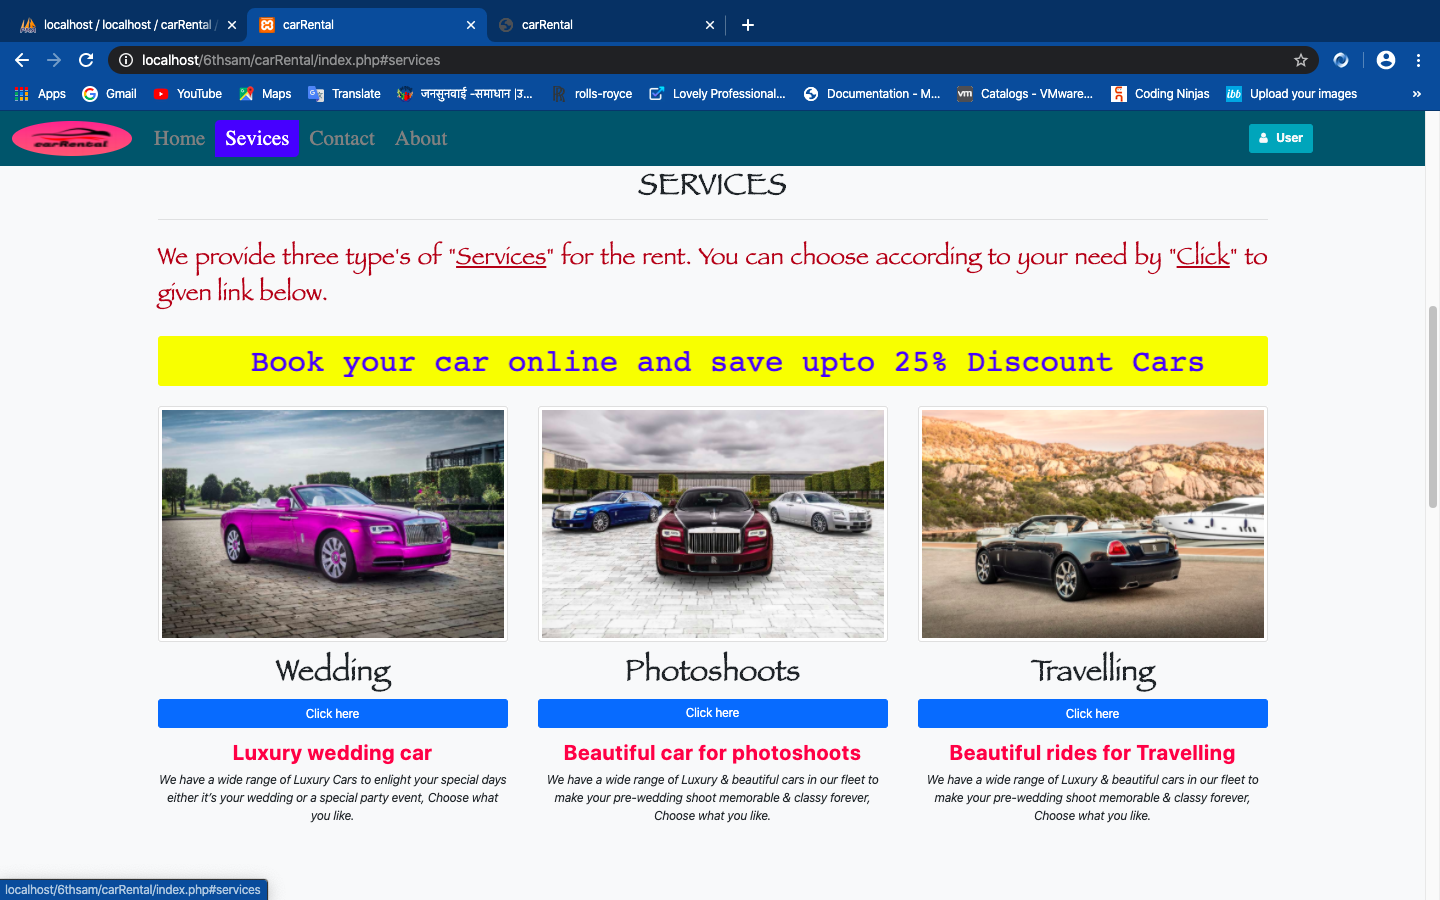 localhost / localhost / carRental /
carRental
carRental
localhost/6thsam/carRental/index.php#services
Apps
Gmail
YouTube
Maps
Translate
जनसुनवाई -समाधान |उ...
rolls-royce
Lovely Professional...
Documentation - M...
vm
Catalogs - VMware...
Coding Ninjas
ibb
Upload your images
»
carRental
Home
Sevices
Contact
About
User
SERVICES
We provide three type's of "Services" for the rent. You can choose according to your need by "Click" to
given link below.
Book your car online and save upto 25% Discount Cars
Wedding
Photoshoots
Travelling
Click here
Click here
Click here
Luxury wedding car
Beautiful car for photoshoots
Beautiful rides for Travelling
We have a wide range of Luxury Cars to enlight your special days
either it's your wedding or a special party event, Choose what
you like.
We have a wide range of Luxury & beautiful cars in our fleet to
make your pre-wedding shoot memorable & classy forever,
Choose what you like.
We have a wide range of Luxury & beautiful cars in our fleet to
make your pre-wedding shoot memorable & classy forever,
Choose what you like.
localhost/6thsam/carRental/index.php#services